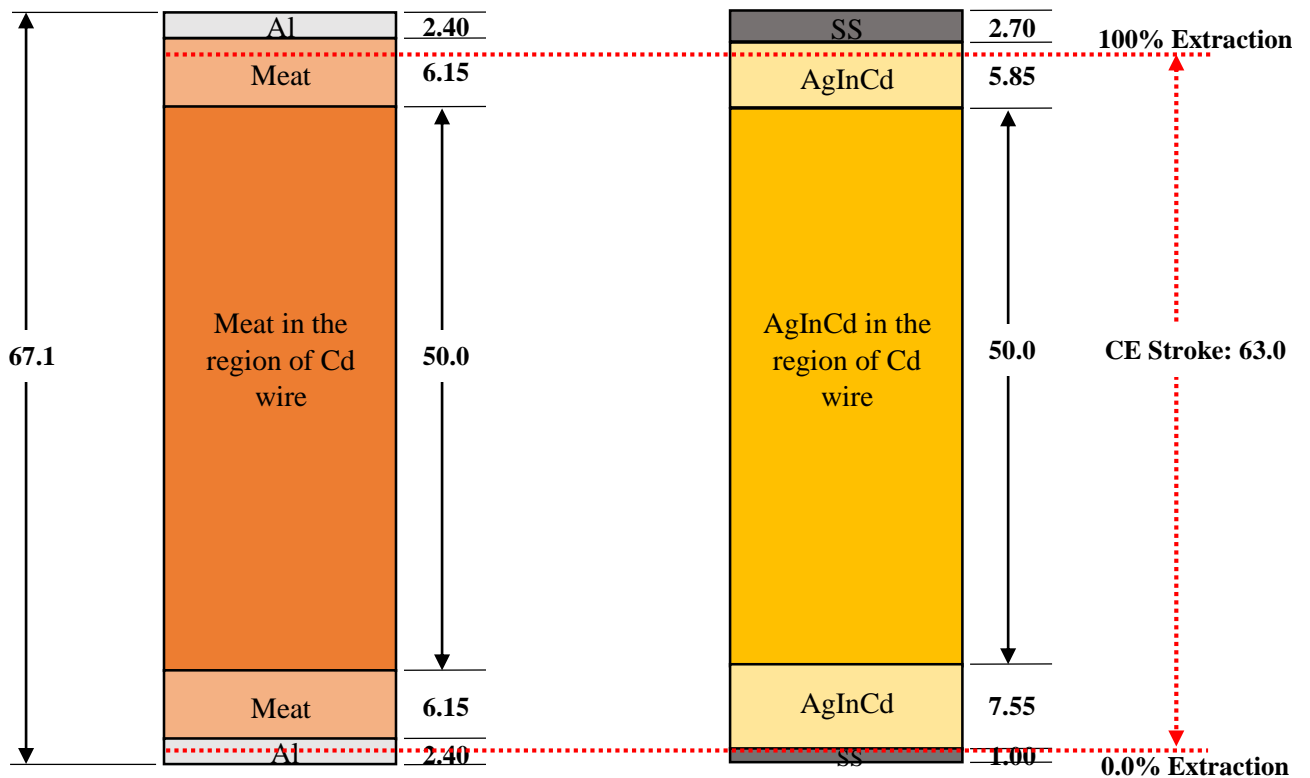 Al
2.40
SS
2.70
100% Extraction
Meat
6.15
AgInCd
5.85
67.1
Meat in the
region of Cd
wire
50.0
AgInCd in the
region of Cd
wire
50.0
CE Stroke: 63.0
Meat
6.15
AgInCd
7.55
Al
2.40
SS
1.00
0.0% Extraction